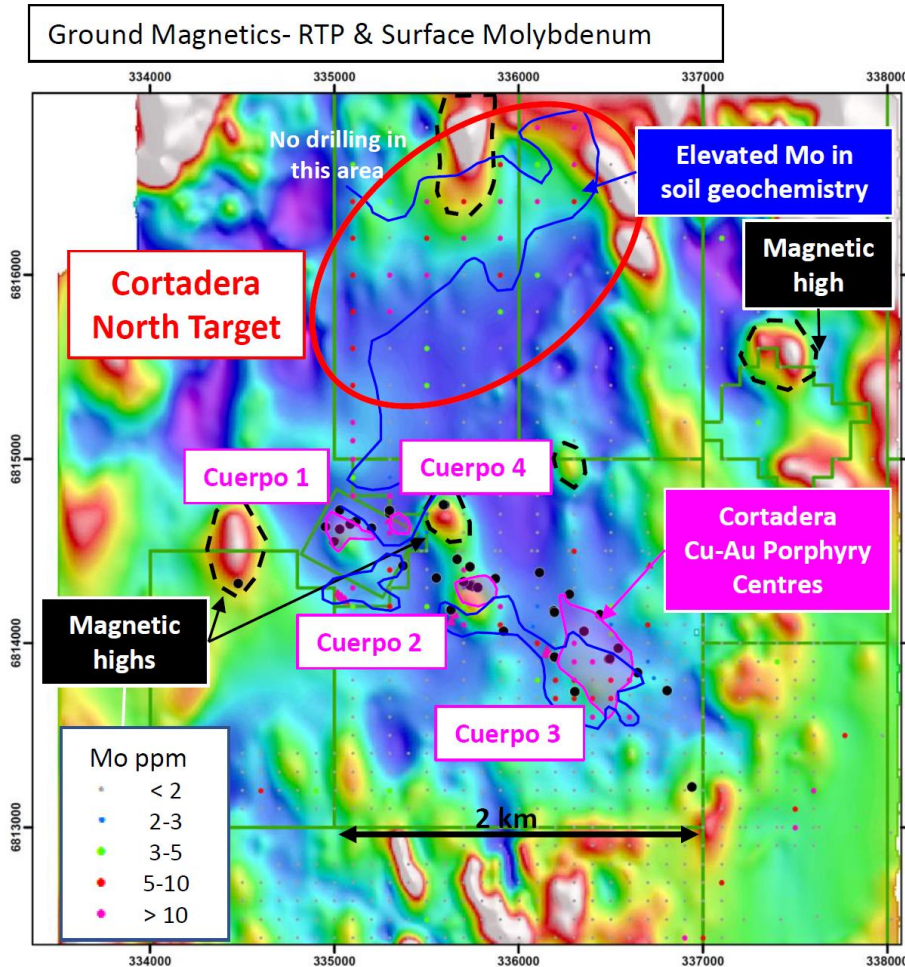 Ground Magnetics- RTP & Surface Molybdenum
334000
335000
336000
337000
338000
No drilling in
this area
Elevated Mo in
soil geochemistry
Magnetic
high
6816000
Cortadera
North Target
6815000
Cuerpo 1
Cuerpo 4
Cortadera
Cu-Au Porphyry
Centres
Magnetic
highs
Cuerpo 2
6814000
Cuerpo 3
Mo ppm
< 2
2-3
3-5
5-10
> 10
2 km
6813000
334000
335000
336000
337000
338000